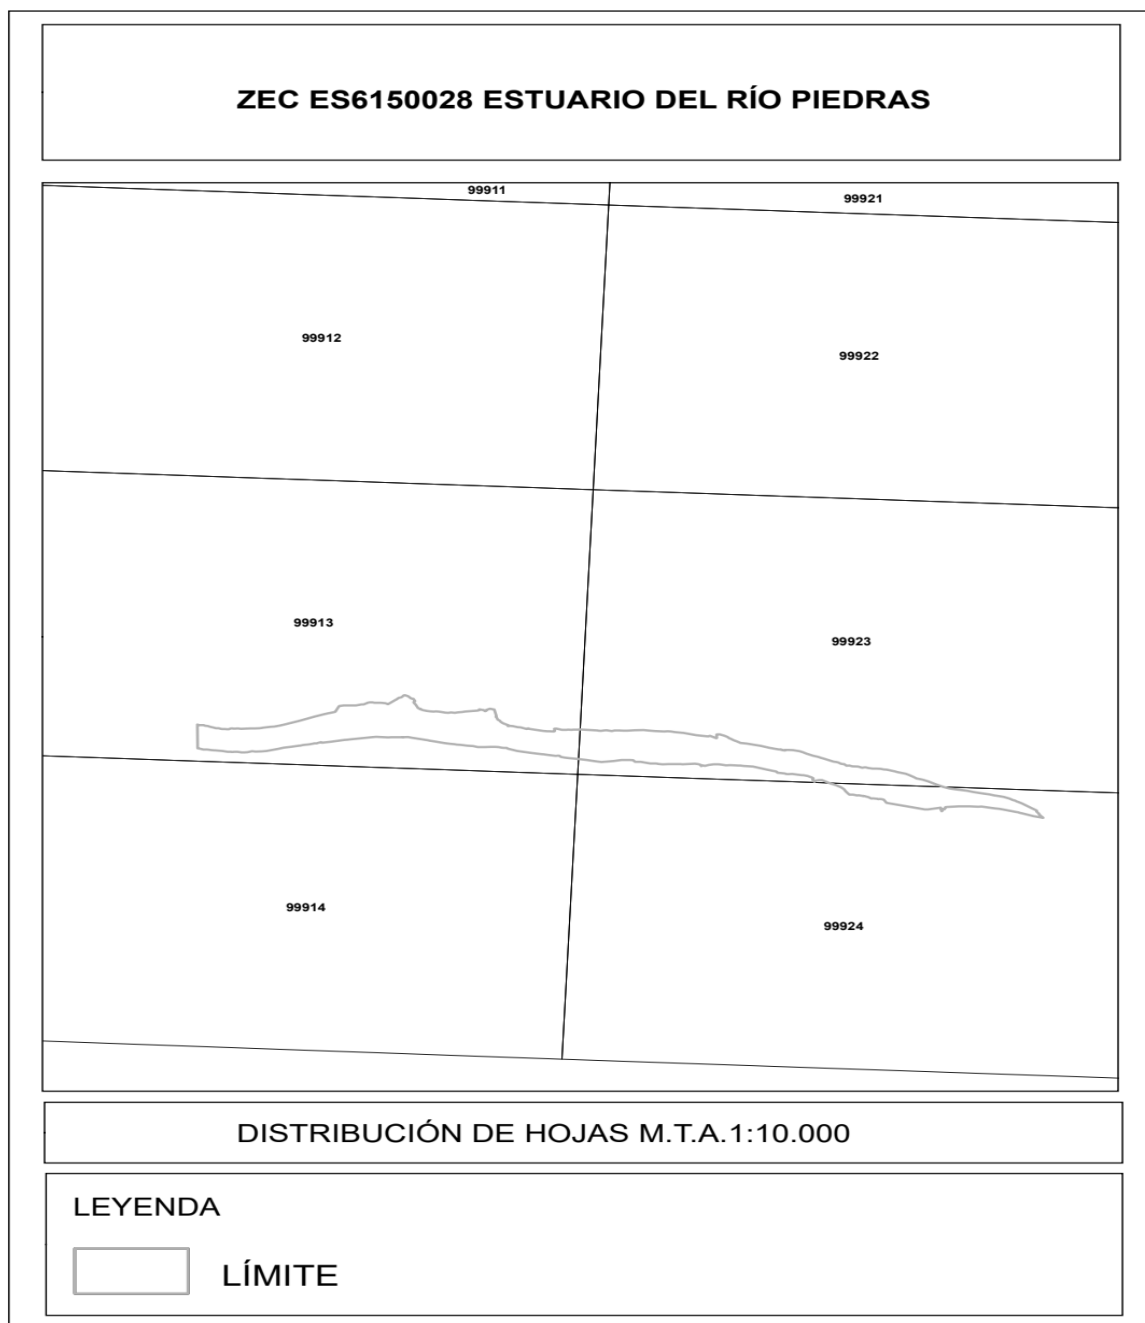 ZEC ES6150028 ESTUARIO DEL RÍO PIEDRAS
99911
99921
99912
99922
99913
99923
99914
99924
DISTRIBUCIÓN DE HOJAS M.T.A.1:10.000
LEYENDA
LÍMITE